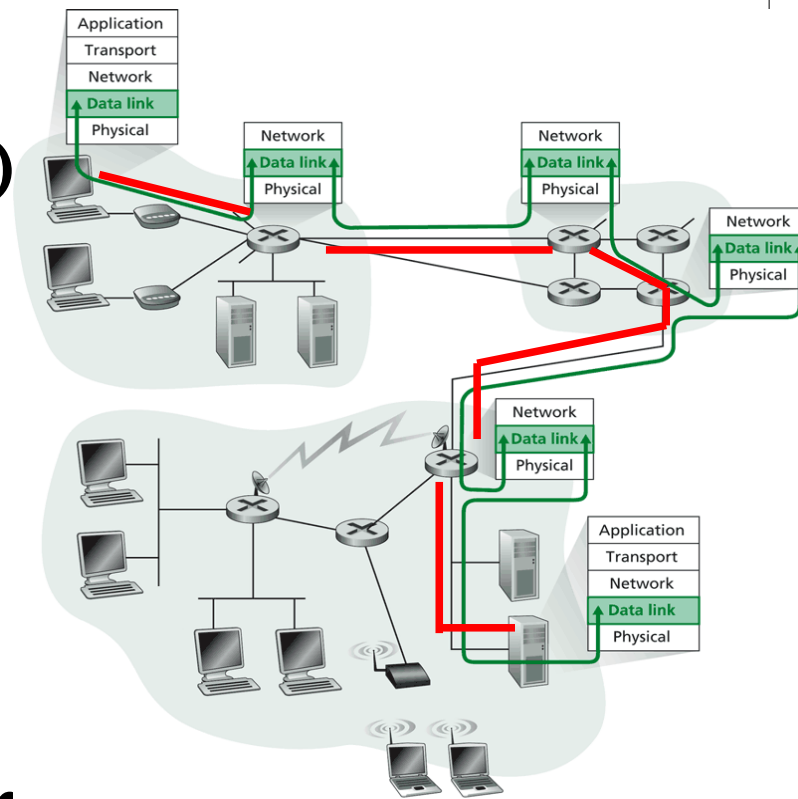 Application
Transport
Network
Data link
Physical
Network
Data link
Physical
Network
Data link
Physical
Network
Data link
Physical
Network
Data link
Physical
Application
Transport
Network
Data link
Physical